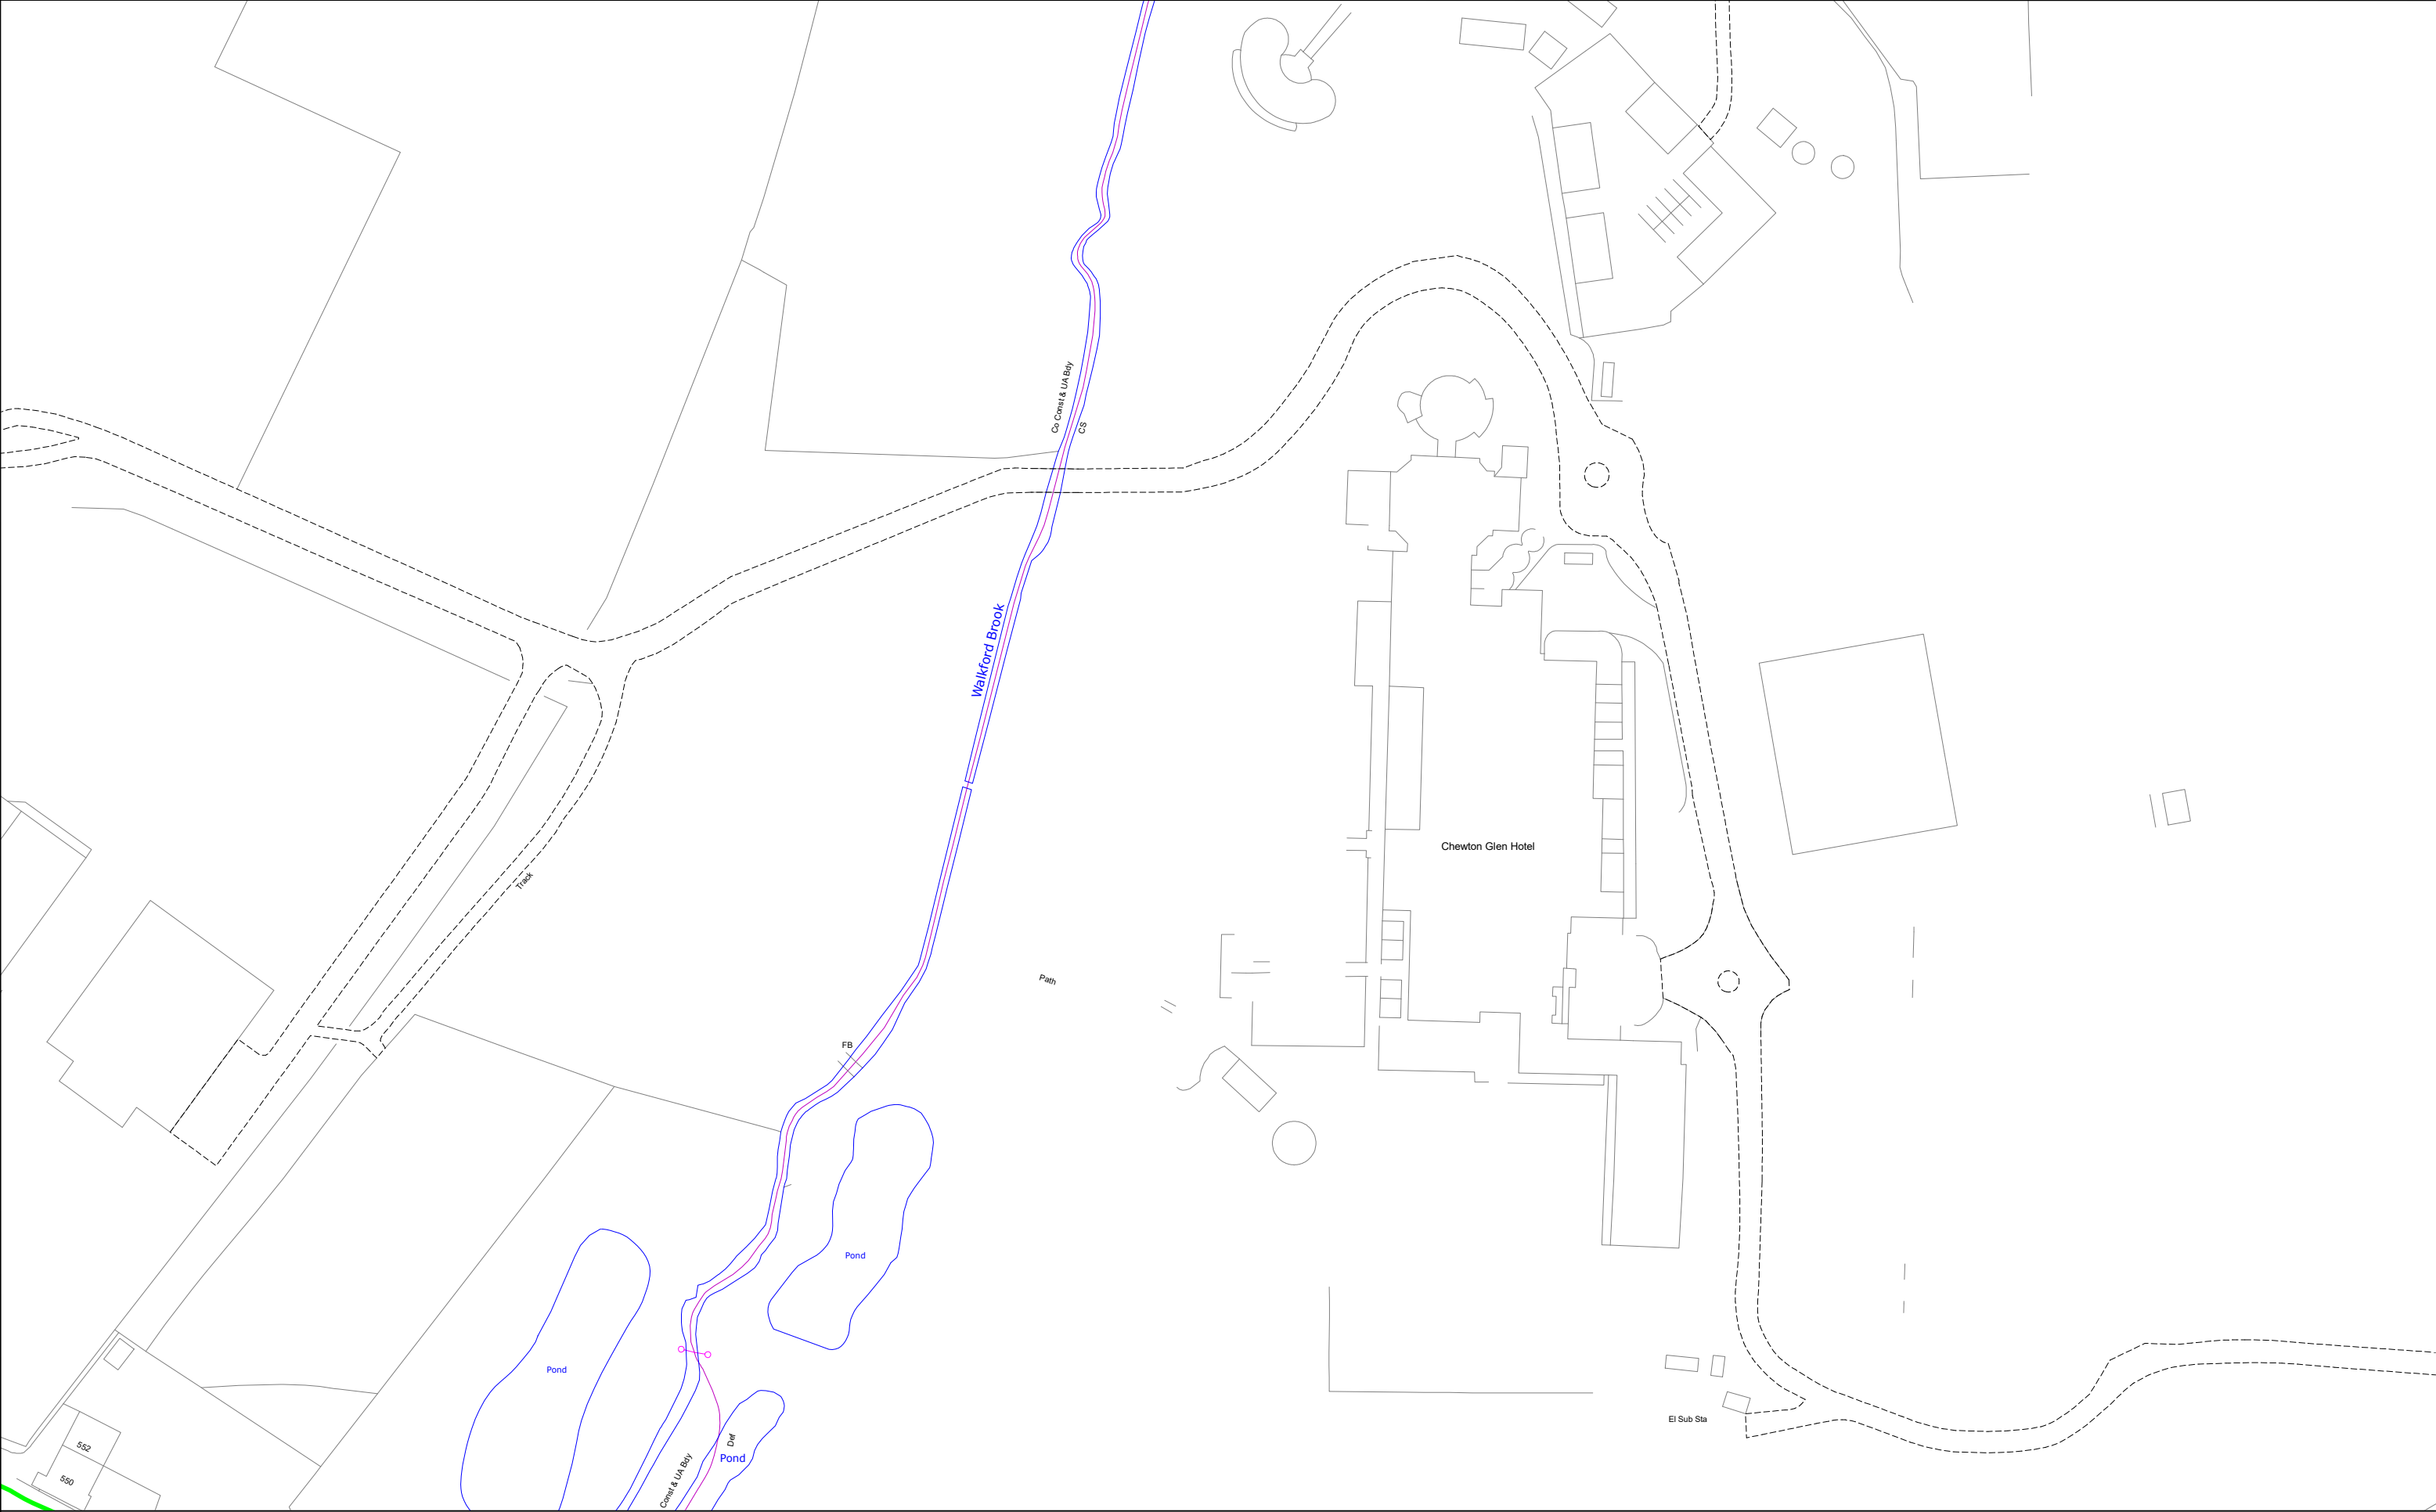 Co Const & UA Bdy
CS
Walkford Brook
Chewton Glen Hotel
Track
Path
FB
Pond
Pond
El Sub Sta
Def
552
Pond
550
Const & UA Bdy